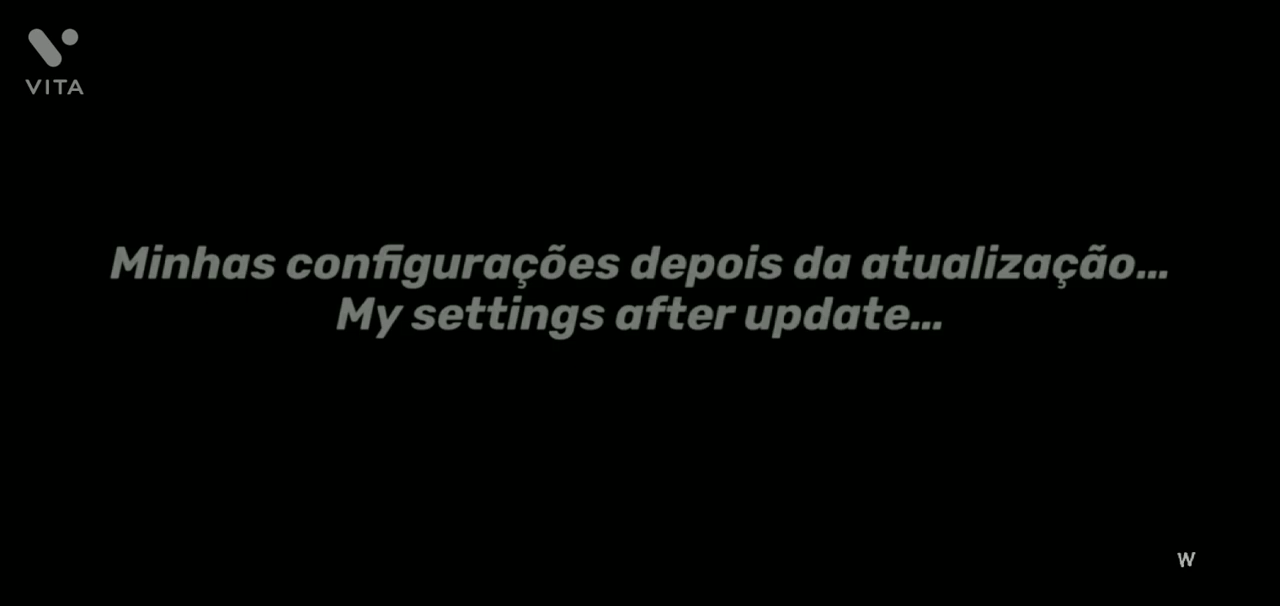 VITA
Minhas configurações depois da atualização...
My settings after update...
W